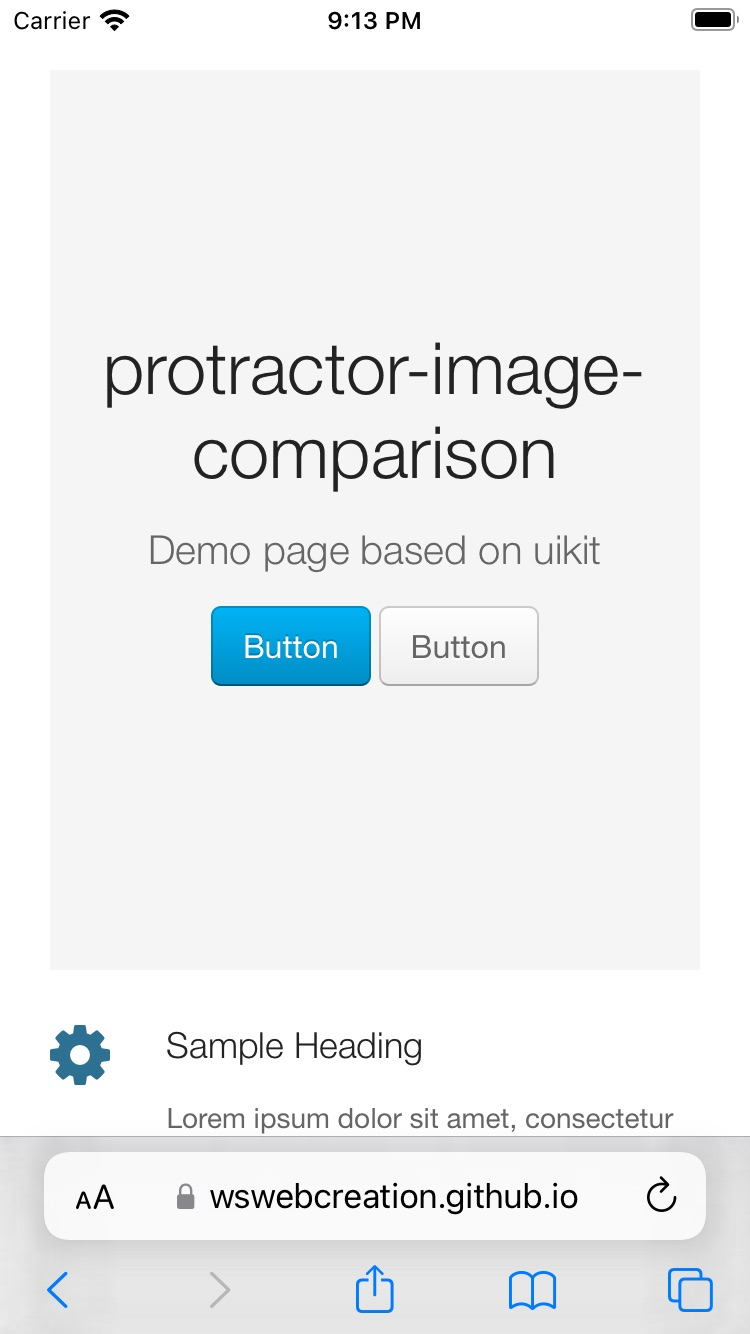 Carrier 9:13 PM
protractor-image-
comparison
Demo page based on uikit
Button Button
Sample Heading
Lorem ipsum dolor sit amet, consectetur
AA wswebcreation.github.io